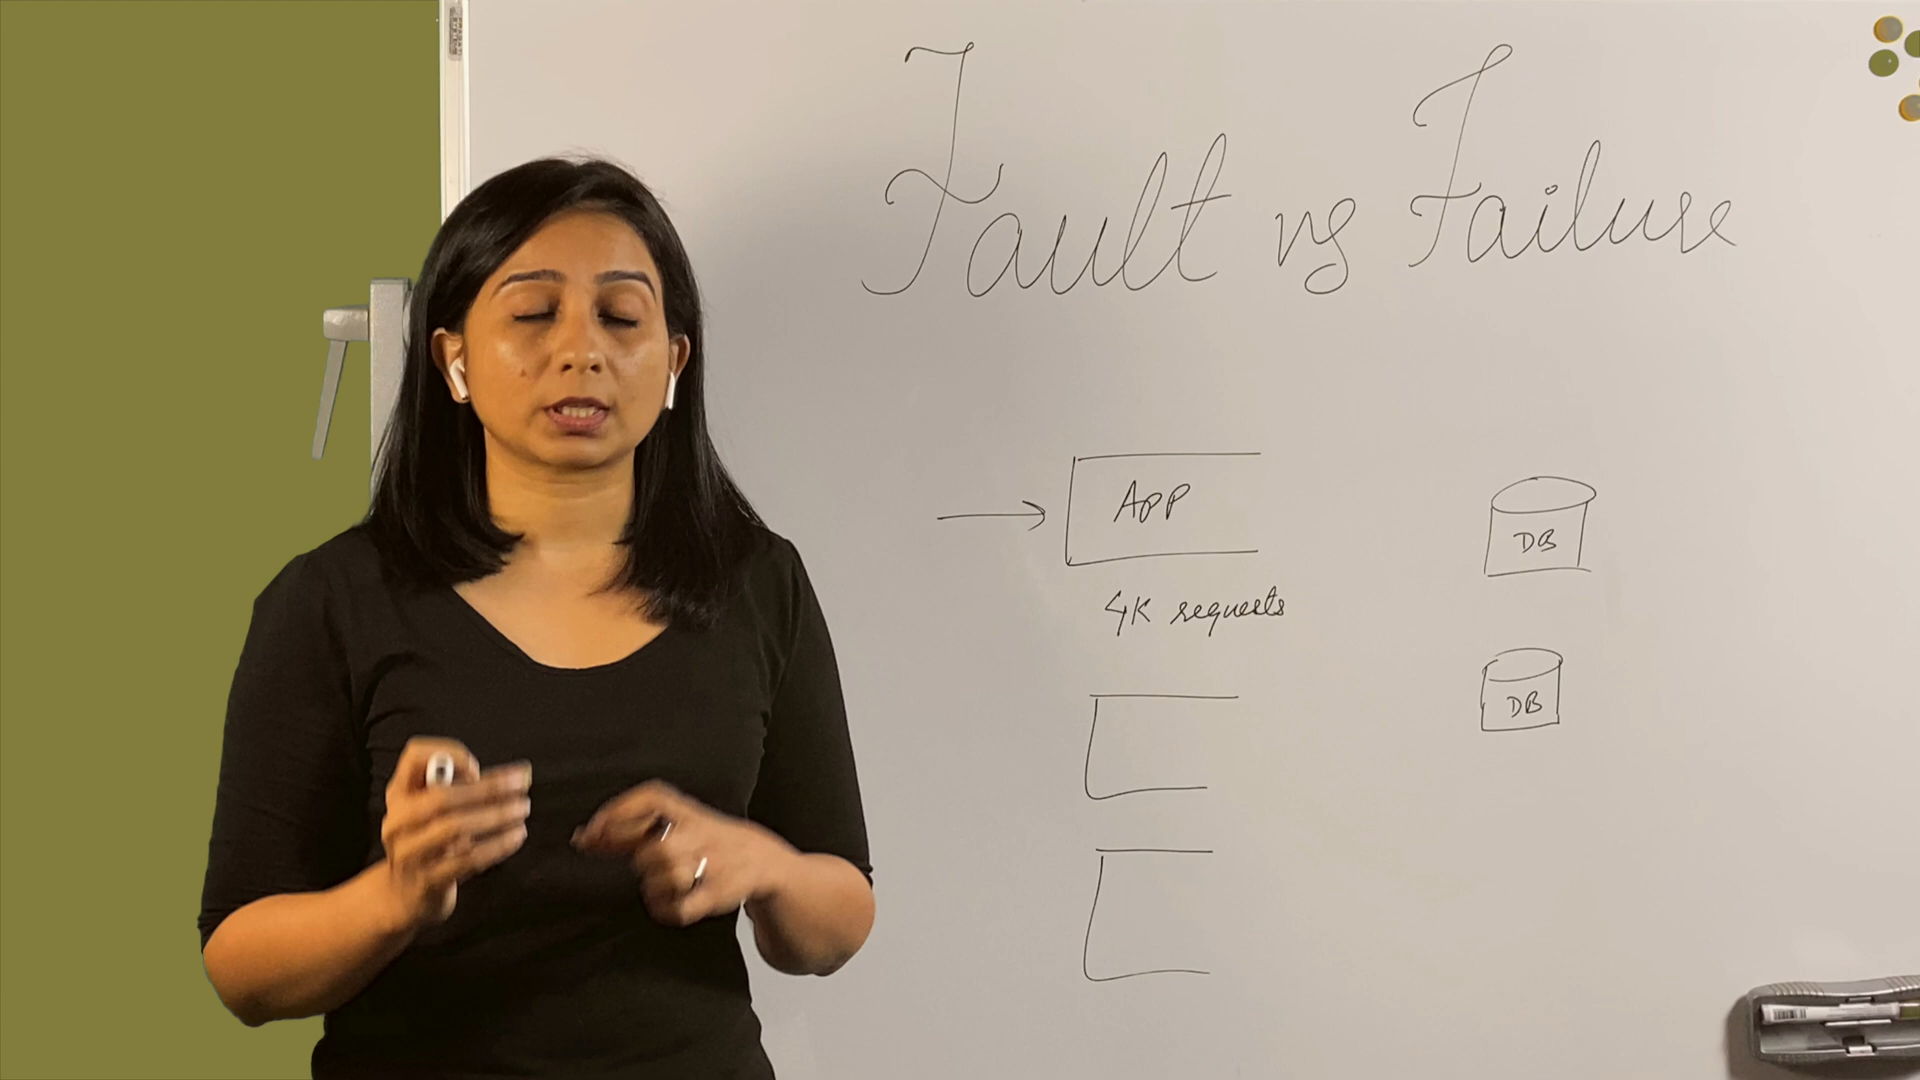 Fault vs Failure
APP
DB
4K requests
DB